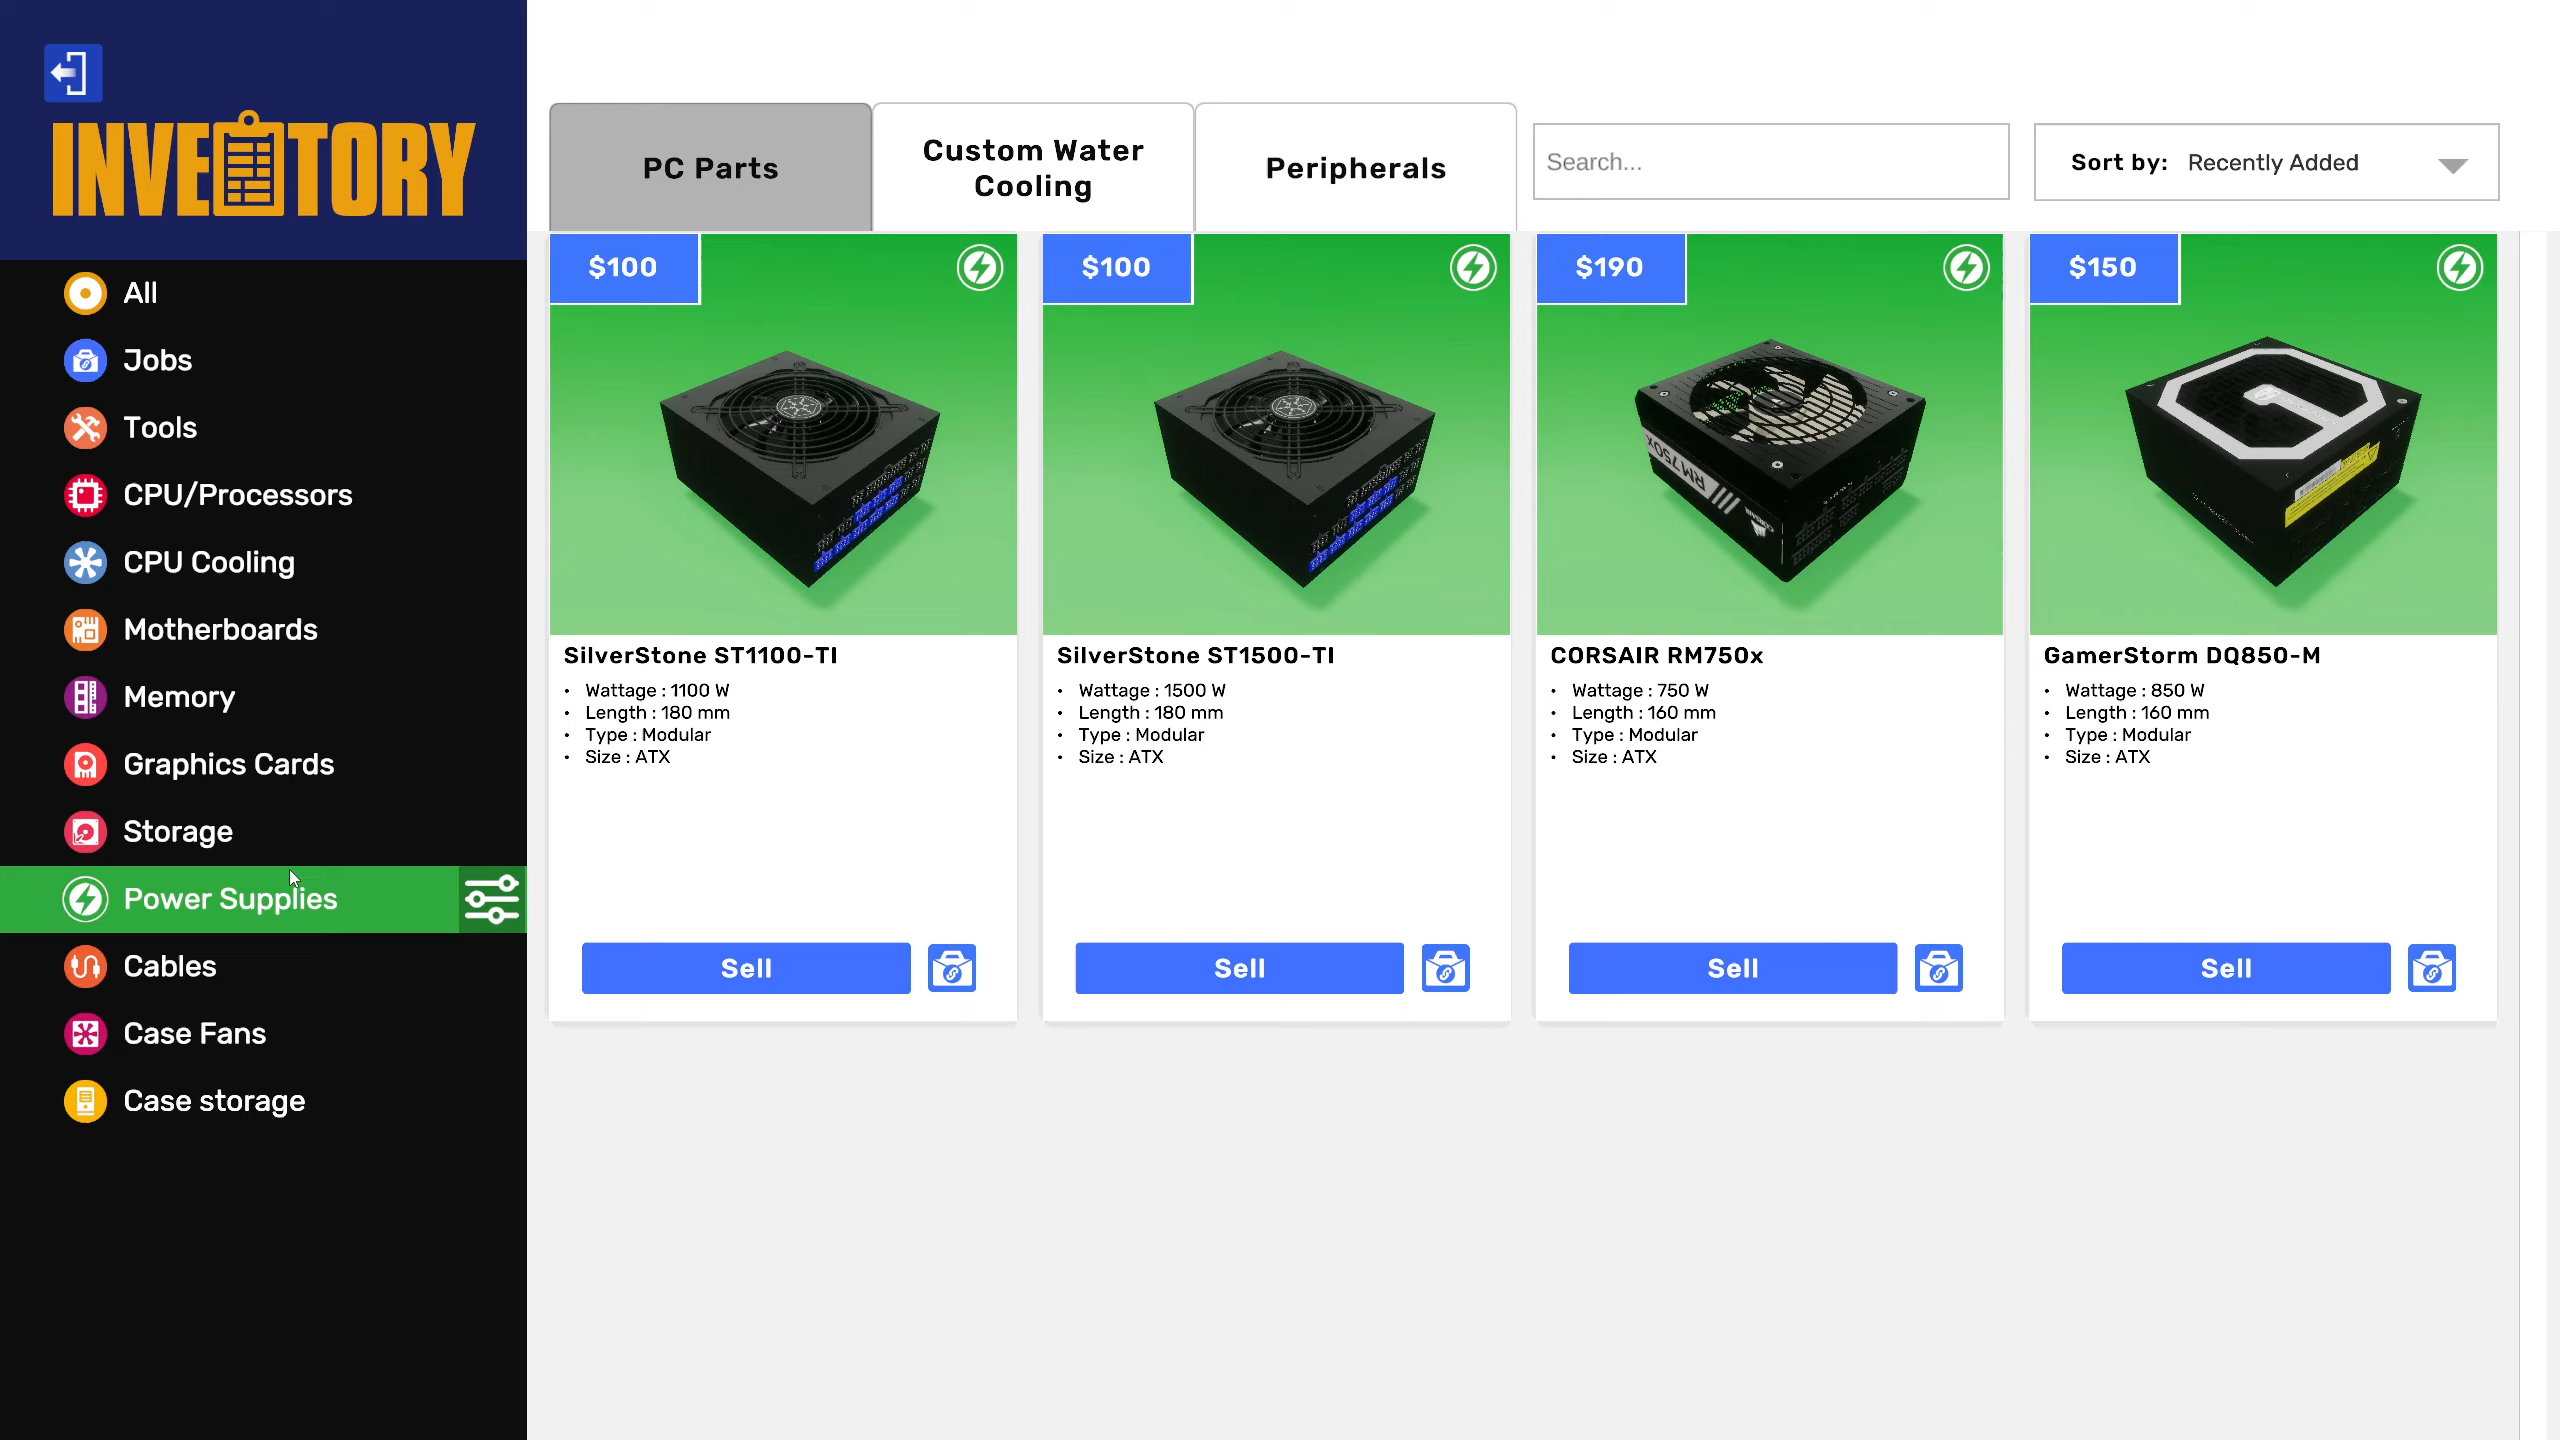 INVENTORY
All
Jobs
Tools
CPU/Processors
CPU Cooling
Motherboards
Memory
Graphics Cards
Storage
Power Supplies
Cables
Case Fans
Case storage
PC Parts
Custom Water
Cooling
Peripherals
Search...
Sort by: Recently Added
$100
SilverStone ST1100-TI
• Wattage : 1100 W
• Length : 180 mm
• Type : Modular
• Size : ATX
Sell
$100
SilverStone ST1500-TI
• Wattage : 1500 W
• Length : 180 mm
• Type : Modular
• Size : ATX
Sell
$190
RM750x
CORSAIR
CORSAIR RM750x
• Wattage : 750 W
• Length : 160 mm
• Type : Modular
• Size : ATX
Sell
$150
GamerStorm DQ850-M
• Wattage : 850 W
• Length : 160 mm
• Type : Modular
• Size : ATX
Sell